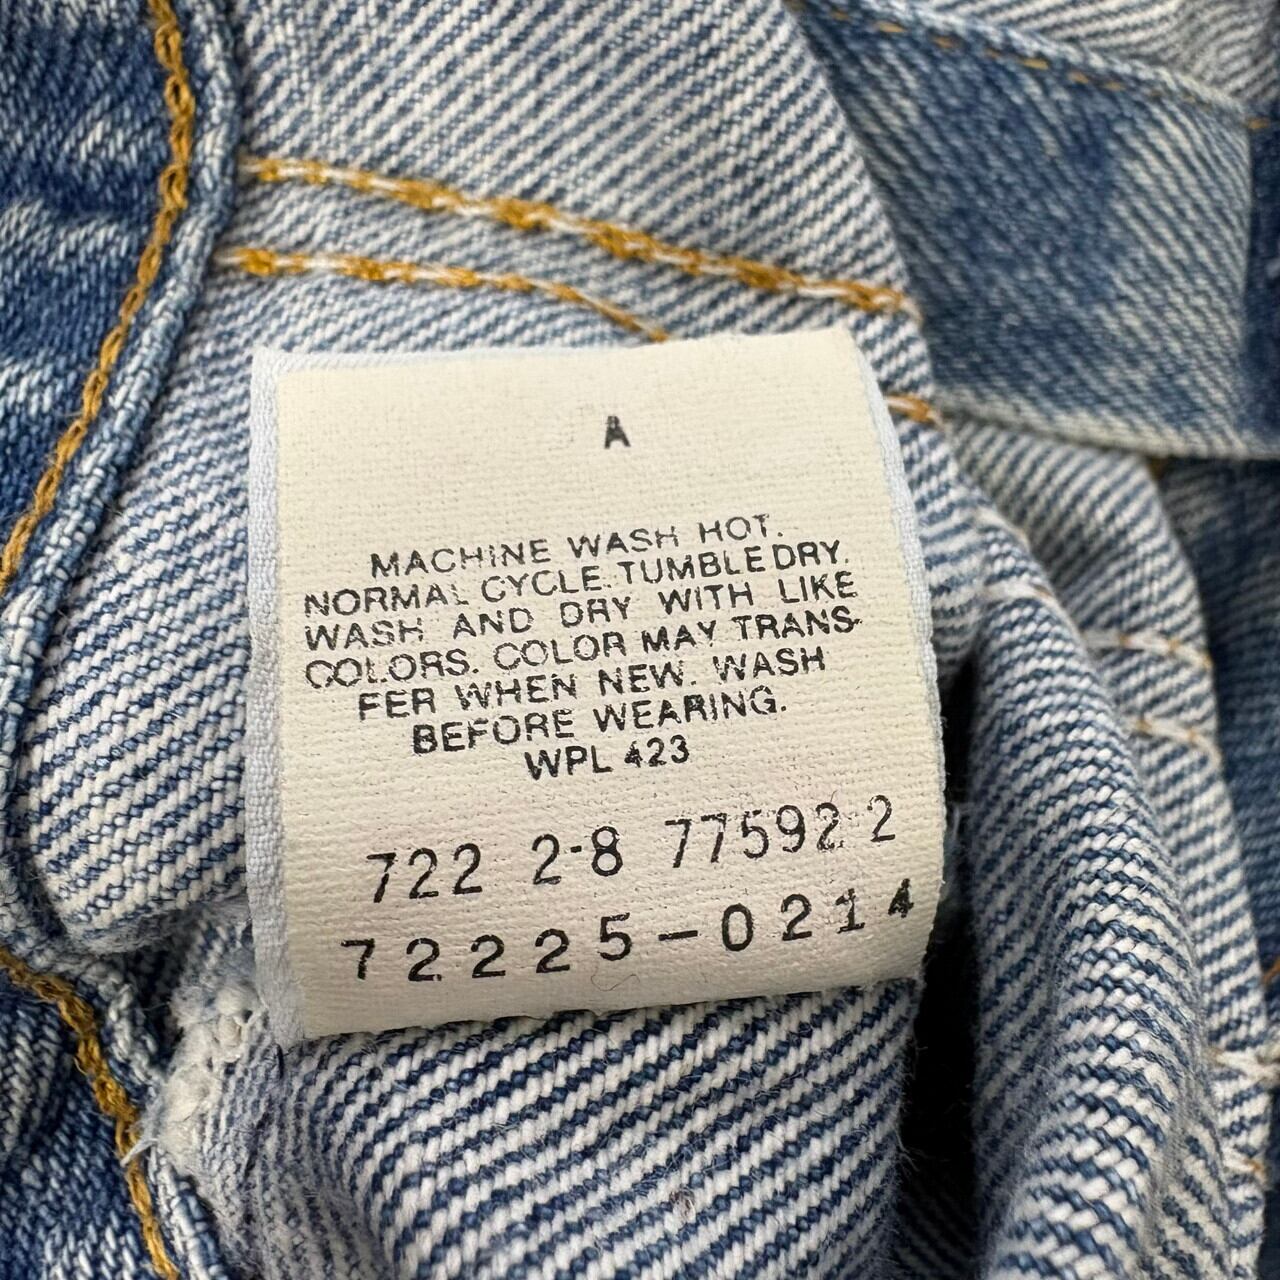 A
MACHINE WASH HOT.
NORMAL CYCLE. TUMBLE DRY.
WASH AND DRY WITH LIKE
COLORS. COLOR MAY TRANS-
FER WHEN NEW. WASH
BEFORE WEARING.
WPL 423
722 2-8 77592 2
72225-0214